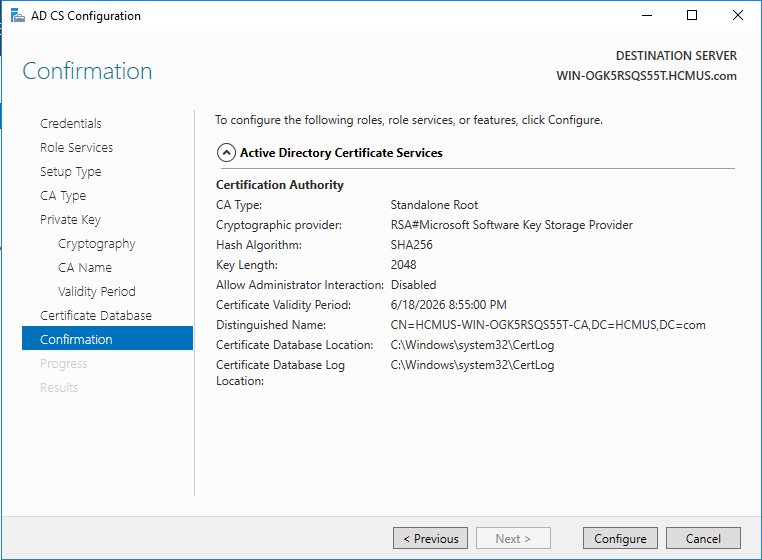 AD CS Configuration
Confirmation
DESTINATION SERVER
WIN-OGK5RSQS55T.HCMUS.com
Credentials
Role Services
Setup Type
CA Type
Private Key
Cryptography
CA Name
Validity Period
Certificate Database
Confirmation
Progress
Results
To configure the following roles, role services, or features, click Configure.
Active Directory Certificate Services
Certification Authority
CA Type: Standalone Root
Cryptographic provider: RSA#Microsoft Software Key Storage Provider
Hash Algorithm: SHA256
Key Length: 2048
Allow Administrator Interaction: Disabled
Certificate Validity Period: 6/18/2026 8:55:00 PM
Distinguished Name: CN=HCMUS-WIN-OGK5RSQS55T-CA,DC=HCMUS,DC=com
Certificate Database Location: C:\Windows\system32\CertLog
Certificate Database Log C:\Windows\system32\CertLog
Location:
< Previous
Next >
Configure
Cancel